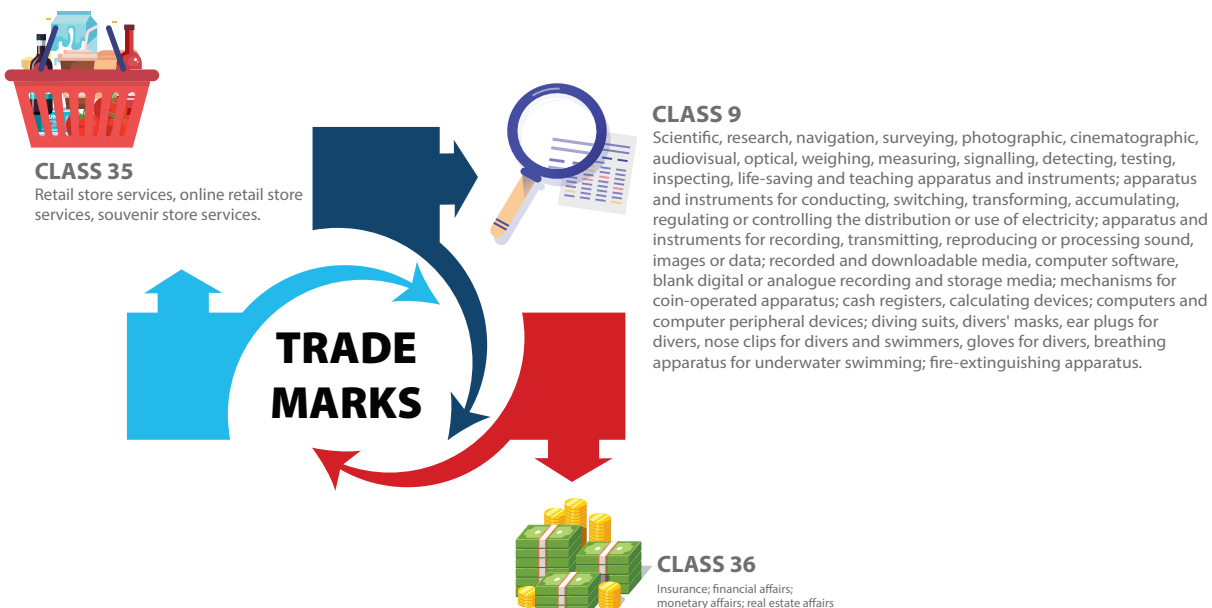 CLASS 35
Retail store services, online retail store
services, souvenir store services.
CLASS 9
Scientific, research, navigation, surveying, photographic, cinematographic,
audiovisual, optical, weighing, measuring, signalling, detecting, testing,
inspecting, life-saving and teaching apparatus and instruments; apparatus
and instruments for conducting, switching, transforming, accumulating,
regulating or controlling the distribution or use of electricity; apparatus and
instruments for recording, transmitting, reproducing or processing sound,
images or data; recorded and downloadable media, computer software,
blank digital or analogue recording and storage media; mechanisms for
coin-operated apparatus; cash registers, calculating devices; computers and
computer peripheral devices; diving suits, divers' masks, ear plugs for
divers, nose clips for divers and swimmers, gloves for divers, breathing
apparatus for underwater swimming; fire-extinguishing apparatus.
TRADE
MARKS
CLASS 36
Insurance; financial affairs;
monetary affairs; real estate affairs